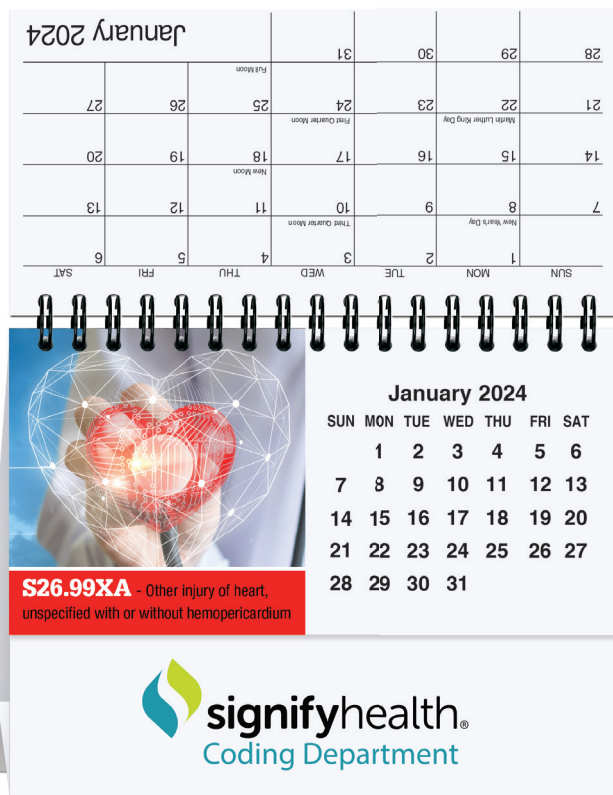 January 2024
28 29 30 31
21 22 23 24 25 26 27
Full Moon
14 15 16 17 18 19 20
Martin Luther King Day First Quarter Moon
7 8 9 10 11 12 13
New Moon
1 2 3 4 5 6
New Year's Day Third Quarter Moon
SUN MON TUE WED THU FRI SAT
January 2024
SUN MON TUE WED THU FRI SAT
1 2 3 4 5 6
7 8 9 10 11 12 13
14 15 16 17 18 19 20
21 22 23 24 25 26 27
28 29 30 31
S26.99XA - Other injury of heart,
unspecified with or without hemopericardium
signifyhealth®
Coding Department